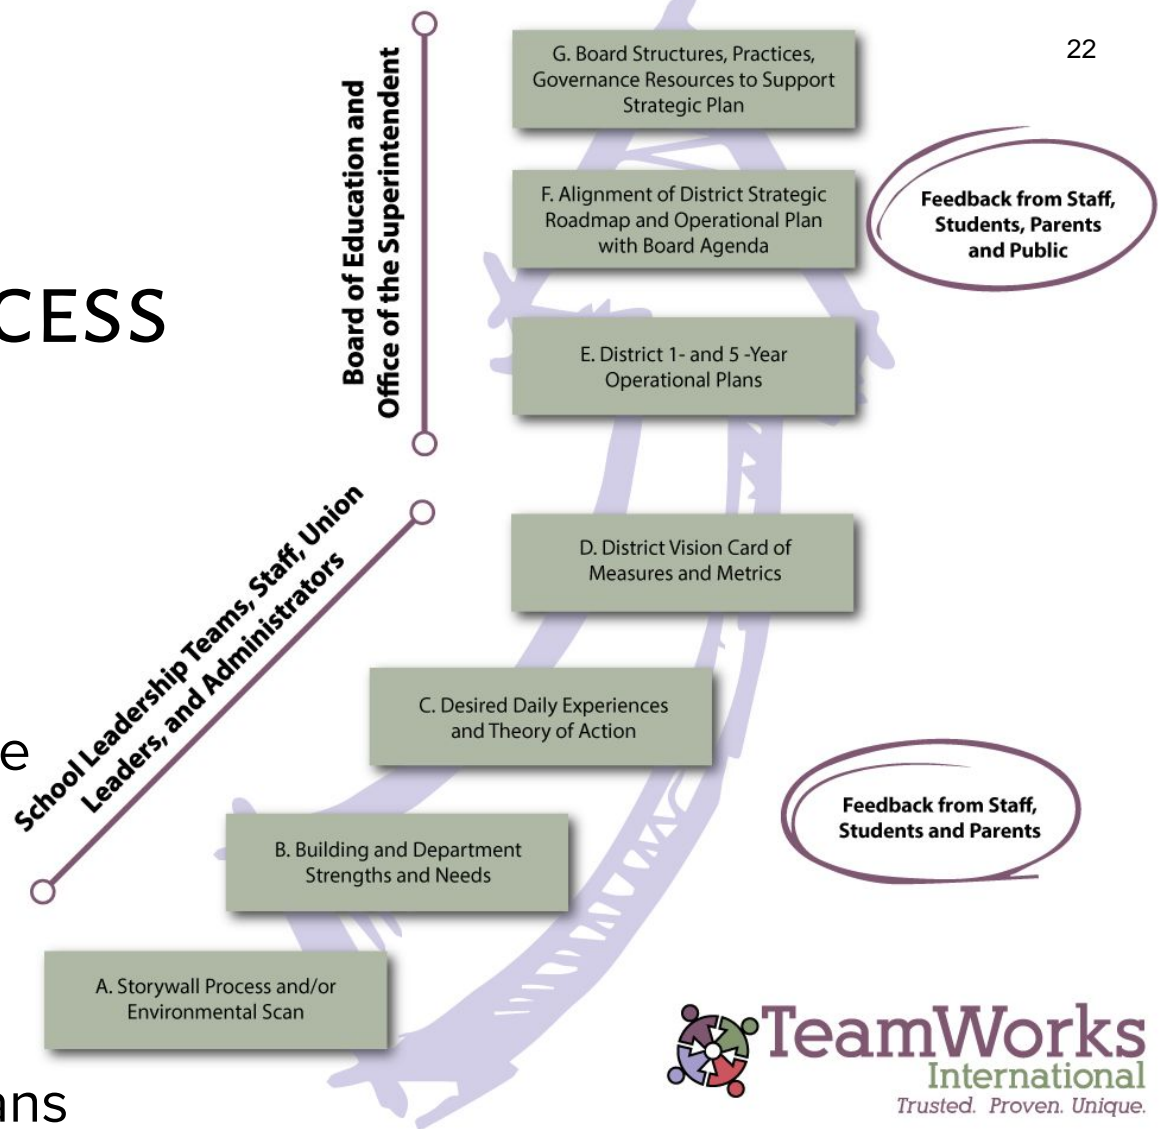 22
G. Board Structures, Practices,
Governance Resources to Support
Strategic Plan
Board of Education and
Office of the Superintendent
F. Alignment of District Strategic
Roadmap and Operational Plan
with Board Agenda
Feedback from Staff,
Students, Parents
and Public
CESS
E. District 1- and 5 -Year
Operational Plans
School Leadership Teams, Staff, Union
Leaders, and Administrators
D. District Vision Card of
Measures and Metrics
C. Desired Daily Experiences
and Theory of Action
e
Feedback from Staff,
Students and Parents
B. Building and Department
Strengths and Needs
A. Storywall Process and/or
Environmental Scan
ans
TeamWorks
International
Trusted. Proven. Unique.